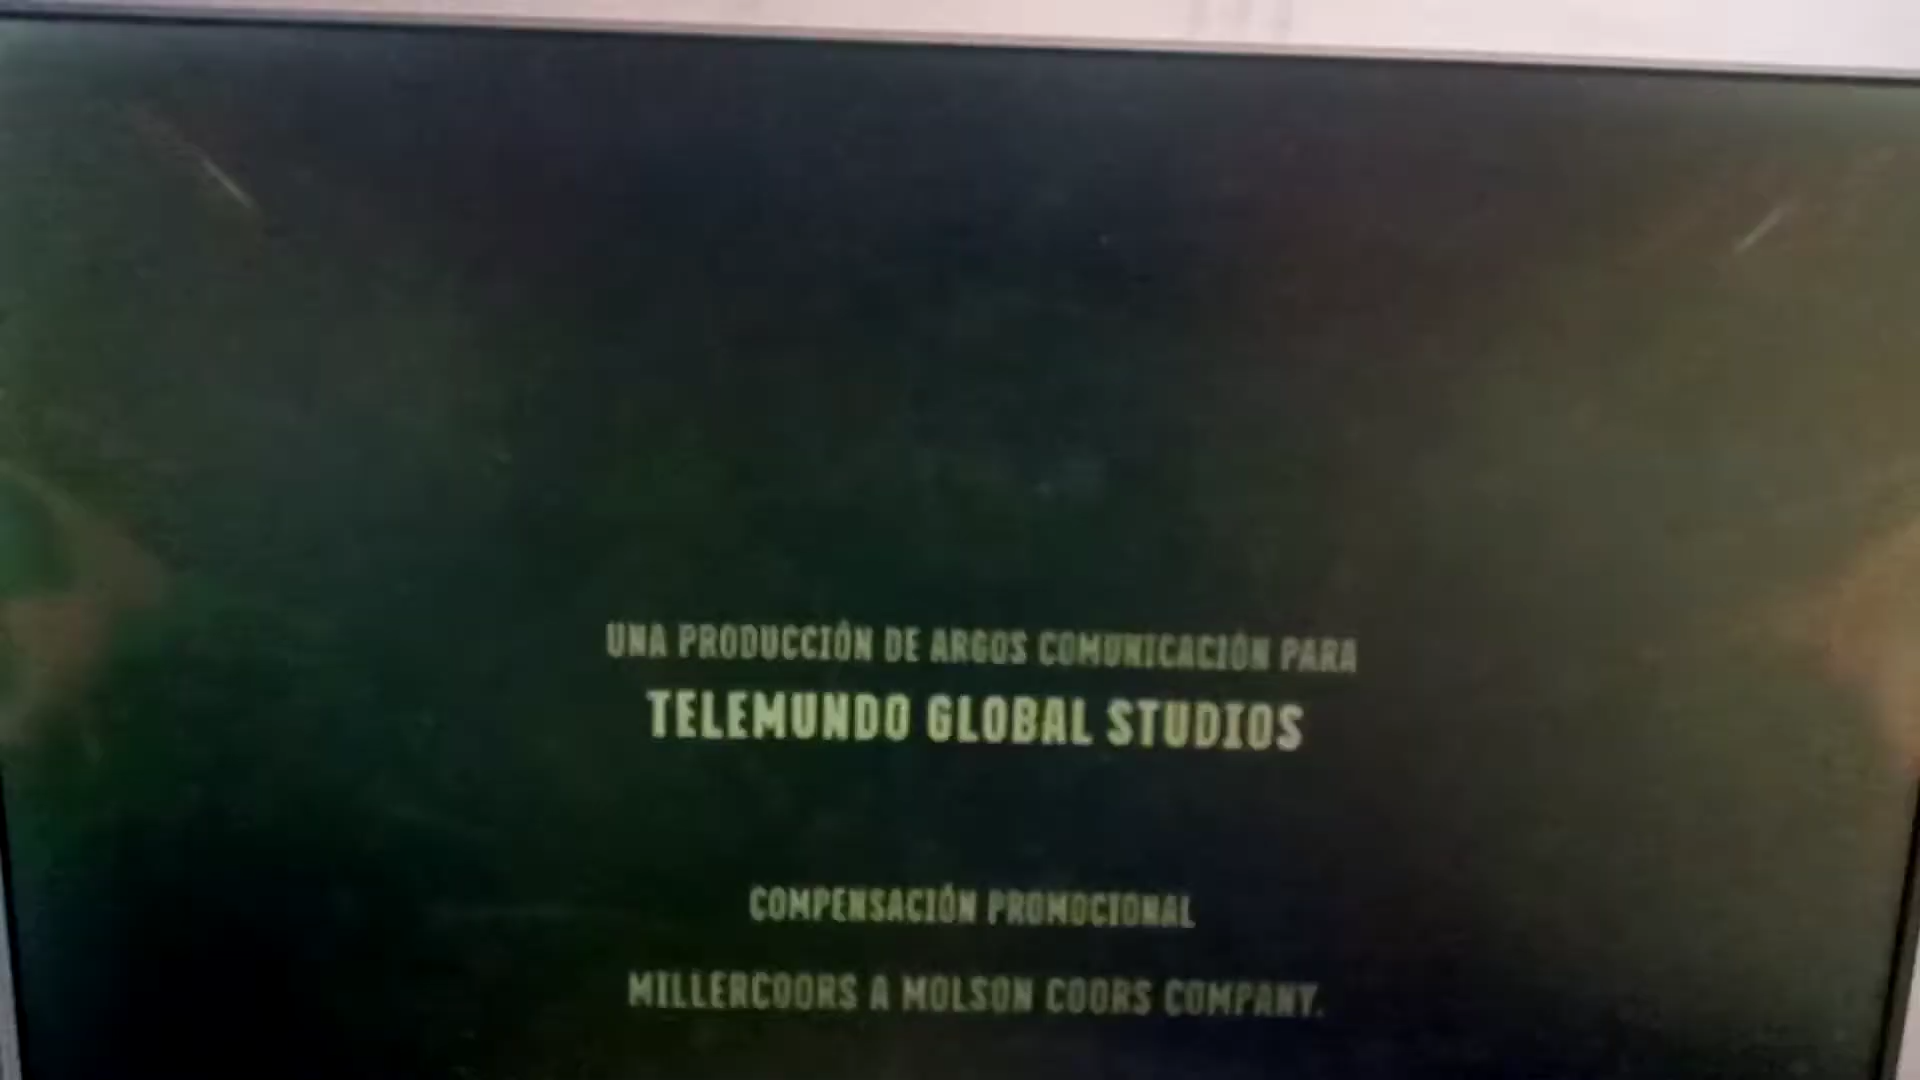 UNA PRODUCCIÓN DE ARGOS COMUNICACIÓN PARA
TELEMUNDO GLOBAL STUDIOS
COMPENSACIÓN PROMOCIONAL
MILLERCOORS A MOLSON COORS COMPANY.